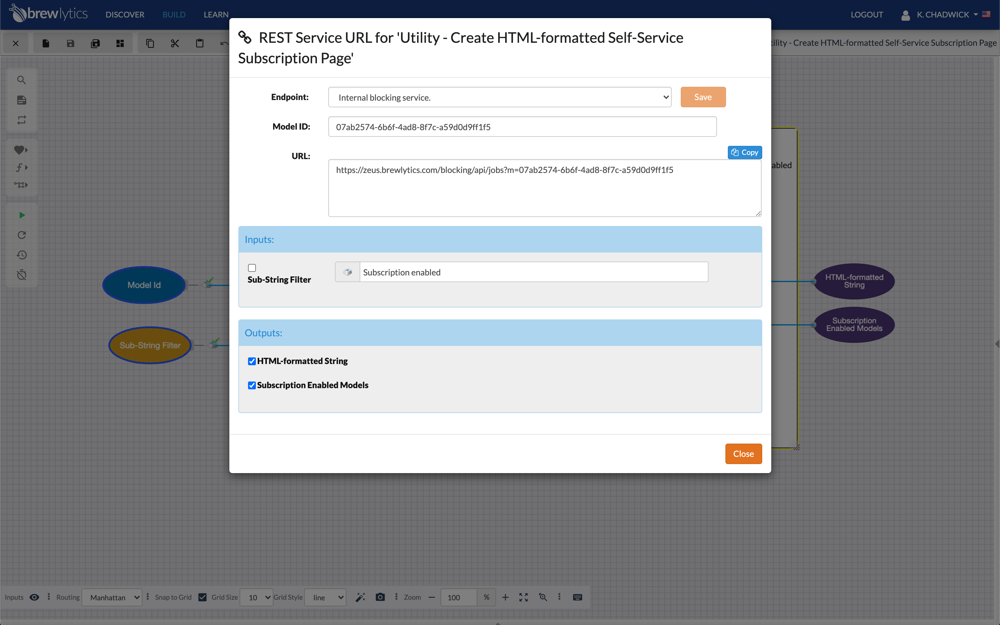 brewlytics
DISCOVER
BUILD
LEARN
LOGOUT
K. CHADWICK
REST Service URL for 'Utility - Create HTML-formatted Self-Service
Subscription Page'
tility - Create HTML-formatted Self-Service Subscription Page
Endpoint:
Internal blocking service.
Save
Model ID:
07ab2574-6b6f-4ad8-8f7c-a59d0d9ff1f5
URL:
Copy
https://zeus.brewlytics.com/blocking/api/jobs?m=07ab2574-6b6f-4ad8-8f7c-a59d0d9ff1f5
abled
Inputs:
Sub-String Filter
Subscription enabled
Model Id
Sub-String Filter
HTML-formatted
String
Subscription
Enabled Models
Outputs:
HTML-formatted String
Subscription Enabled Models
Close
Inputs
Routing
Manhattan
Snap to Grid
Grid Size
10
Grid Style
line
Zoom
100
%